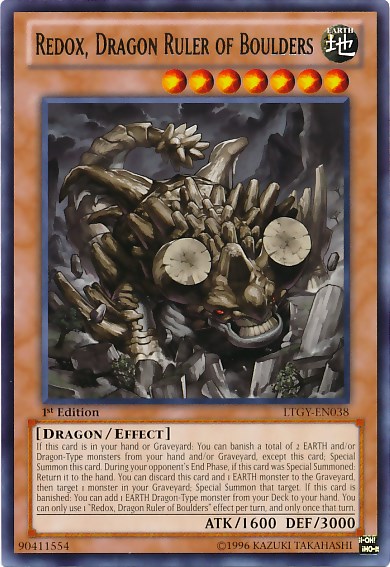 REDOX, DRAGON RULER OF BOULDERS
EARTH
地
1st Edition
LTGY-EN038
[DRAGON/EFFECT]
If this card is in your hand or Graveyard: You can banish a total of 2 EARTH and/or
Dragon-Type monsters from your hand and/or Graveyard, except this card; Special
Summon this card. During your opponent's End Phase, if this card was Special Summoned:
Return it to the hand. You can discard this card and 1 EARTH monster to the Graveyard,
then target 1 monster in your Graveyard; Special Summon that target. If this card is
banished: You can add 1 EARTH Dragon-Type monster from your Deck to your hand. You
can only use 1 "Redox, Dragon Ruler of Boulders" effect per turn, and only once that turn.
ATK/1600 DEF/3000
90411554
©1996 KAZUKI TAKAHASHI